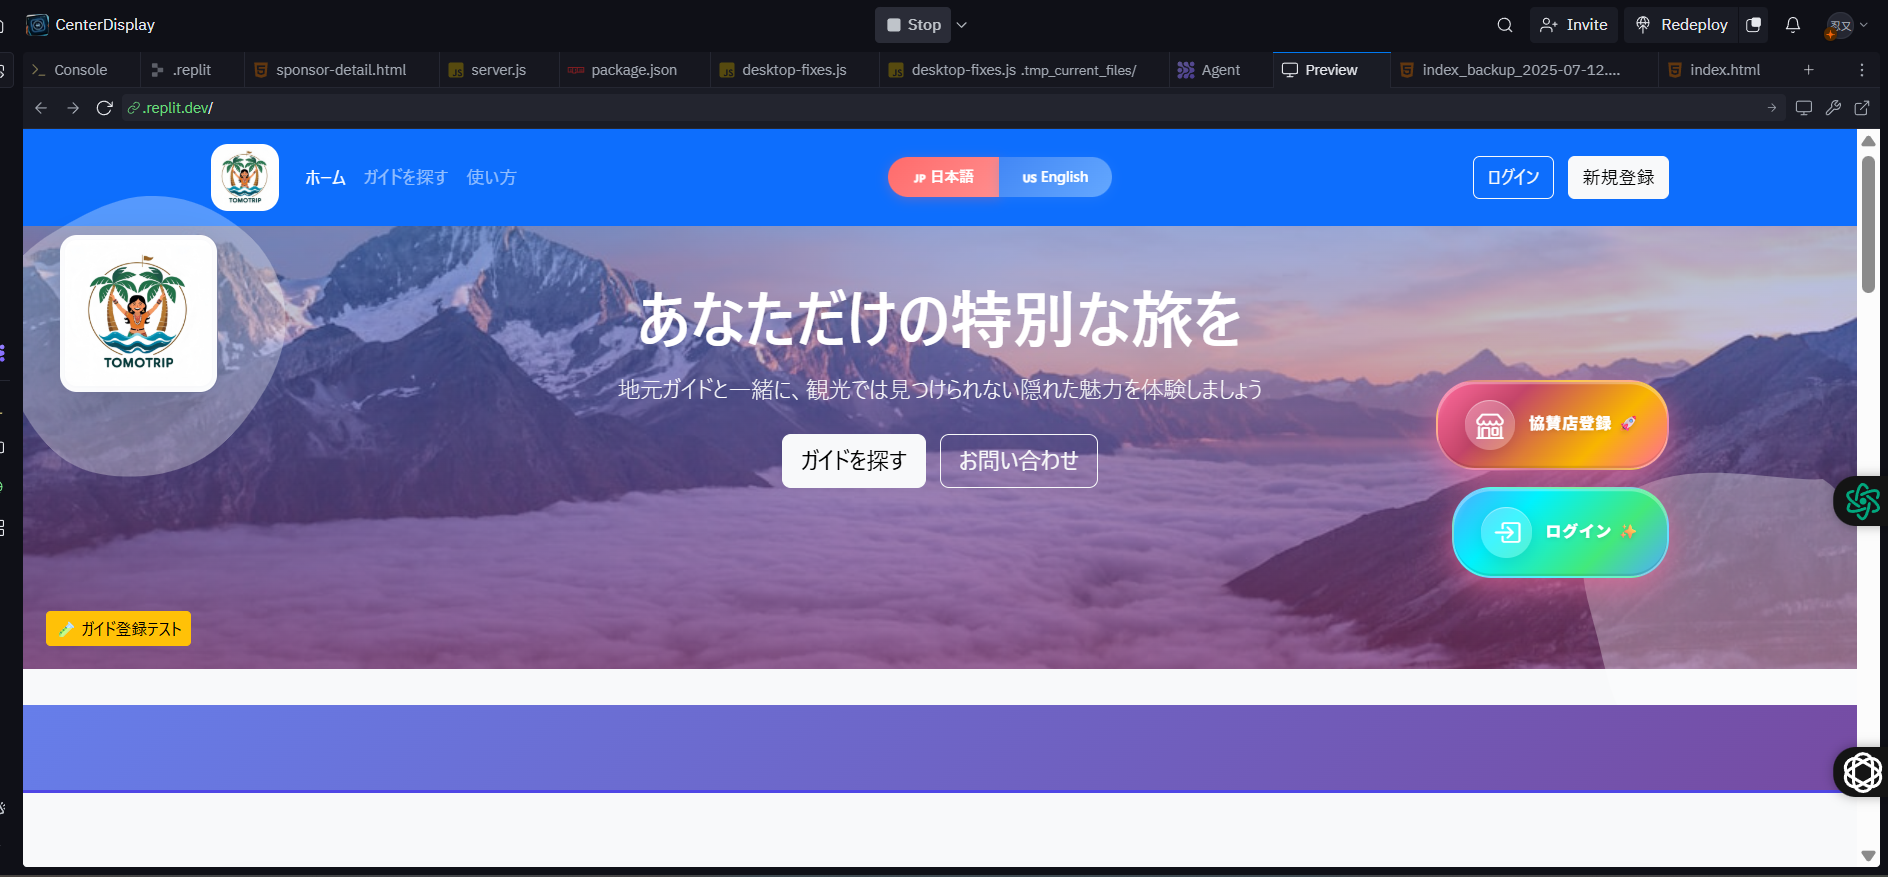 CenterDisplay
Stop
Invite
Redeploy
Console
.replit
sponsor-detail.html
server.js
package.json
desktop-fixes.js
desktop-fixes.js .tmp_current_files/
Agent
Preview
index_backup_2025-07-12....
index.html
.replit.dev/
TOMOTRIP
ホーム
ガイドを探す
使い方
JP 日本語
US English
ログイン
新規登録
TOMOTRIP
あなただけの特別な旅を
地元ガイドと一緒に、観光では見つけられない隠れた魅力を体験しましょう
ガイドを探す
お問い合わせ
協賛店登録 🚀
ログイン ✨
ガイド登録テスト